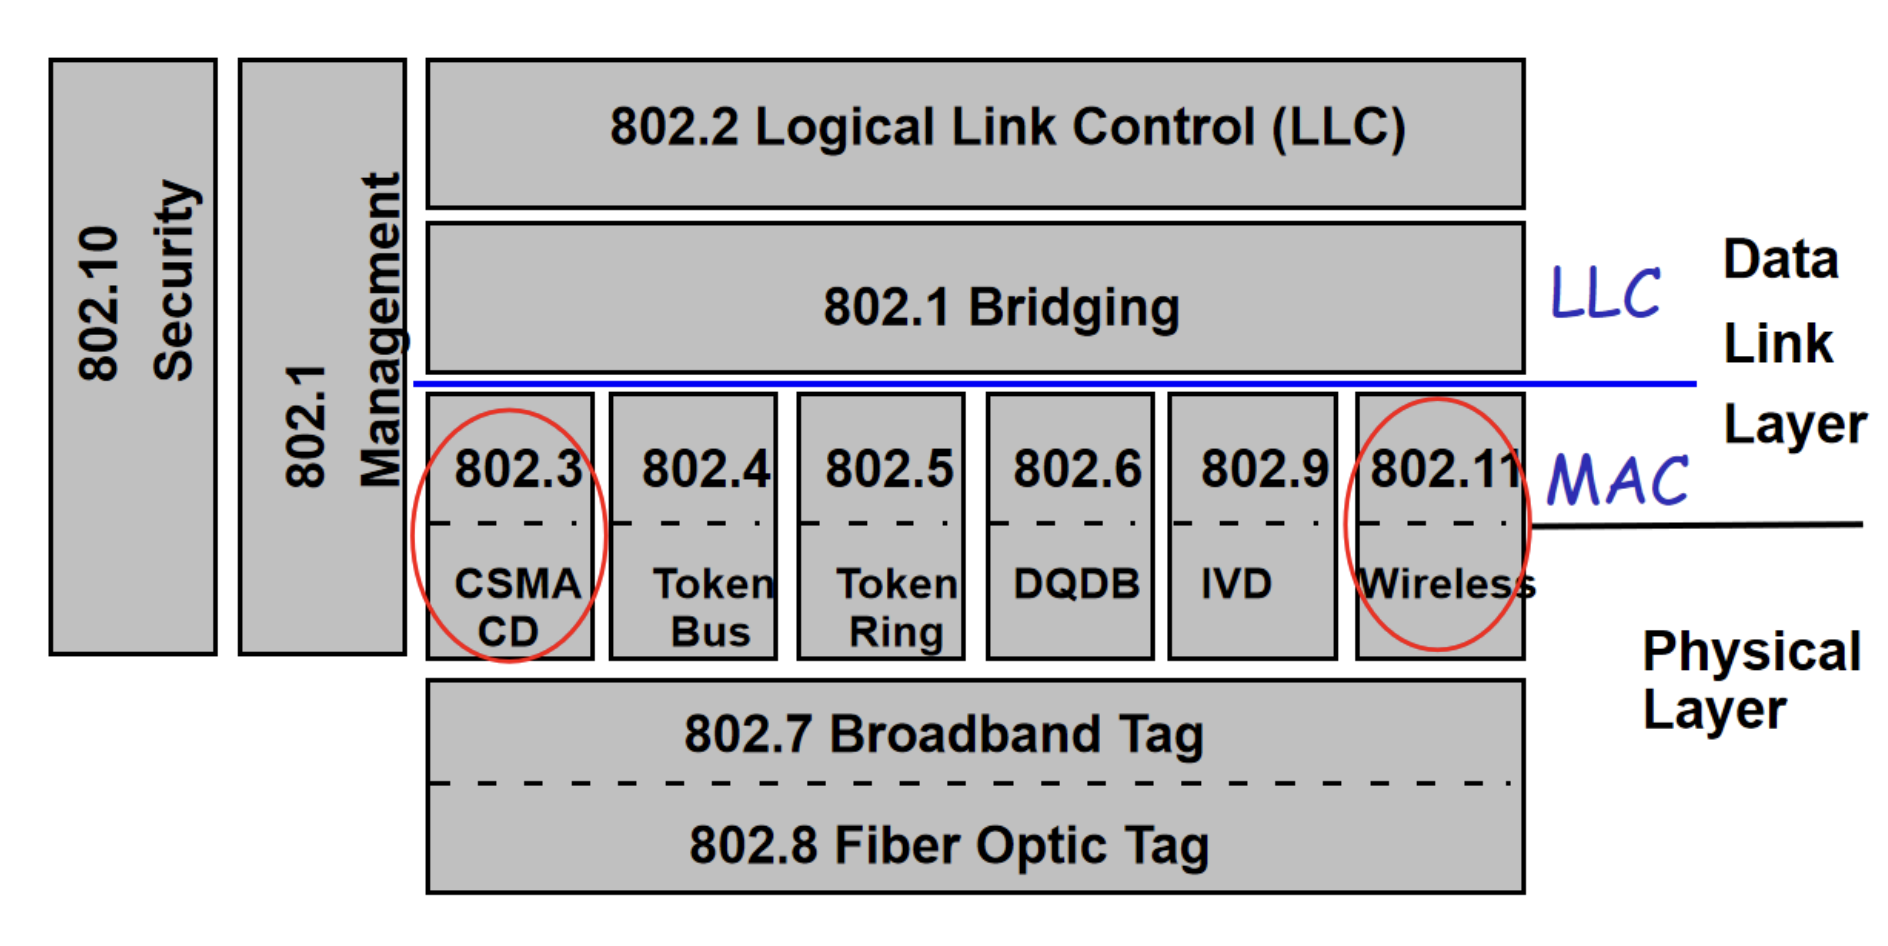 802.10
Security
802.1
Management
802.2 Logical Link Control (LLC)
802.1 Bridging
LLC
Data
Link
Layer
802.3
CSMA
CD
802.4
Token
Bus
802.5
Token
Ring
802.6
DQDB
802.9
IVD
802.11
Wireless
MAC
Physical
Layer
802.7 Broadband Tag
802.8 Fiber Optic Tag